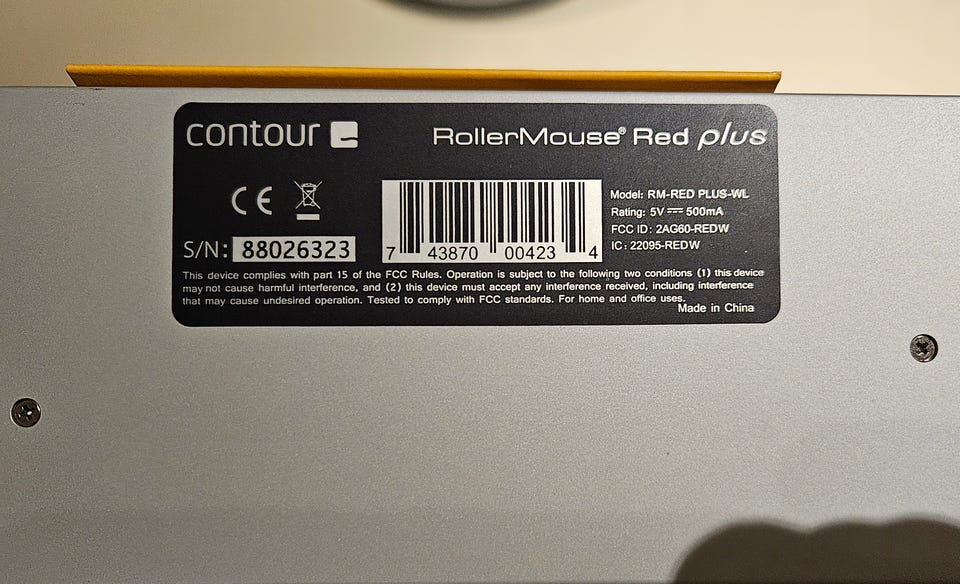 contour RollerMouse® Red plus
CE
Model: RM-RED PLUS-WL
Rating: 5V ⎓ 500mA
FCC ID: 2AG60-REDW
IC: 22095-REDW
S/N: 88026323
7 43870 00423 4
This device complies with part 15 of the FCC Rules. Operation is subject to the following two conditions (1) this device
may not cause harmful interference, and (2) this device must accept any interference received, including interference
that may cause undesired operation. Tested to comply with FCC standards. For home and office uses.
Made in China